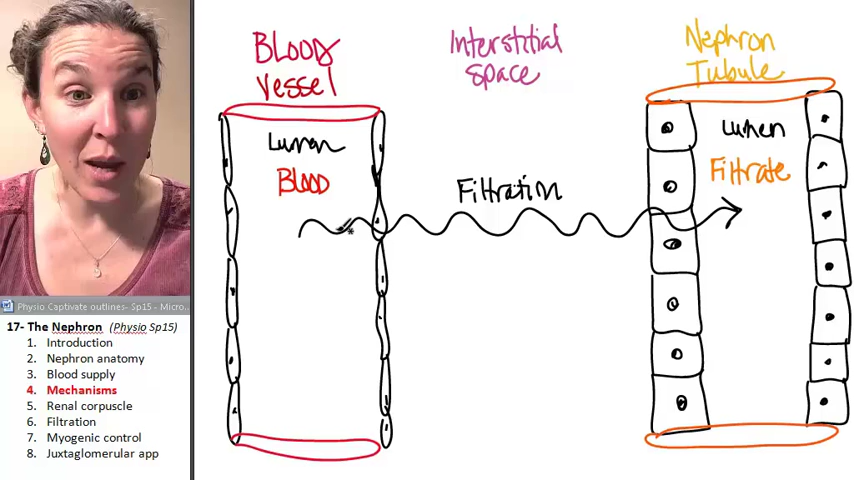 Blood
Vessel
Interstitial
space
Nephron
Tubule
Lumen
Blood
Filtration
Lumen
Filtrate
Physio Captivate outlines- Sp15 - Micro...
17- The Nephron (Physio Sp15)
1. Introduction
2. Nephron anatomy
3. Blood supply
4. Mechanisms
5. Renal corpuscle
6. Filtration
7. Myogenic control
8. Juxtaglomerular app